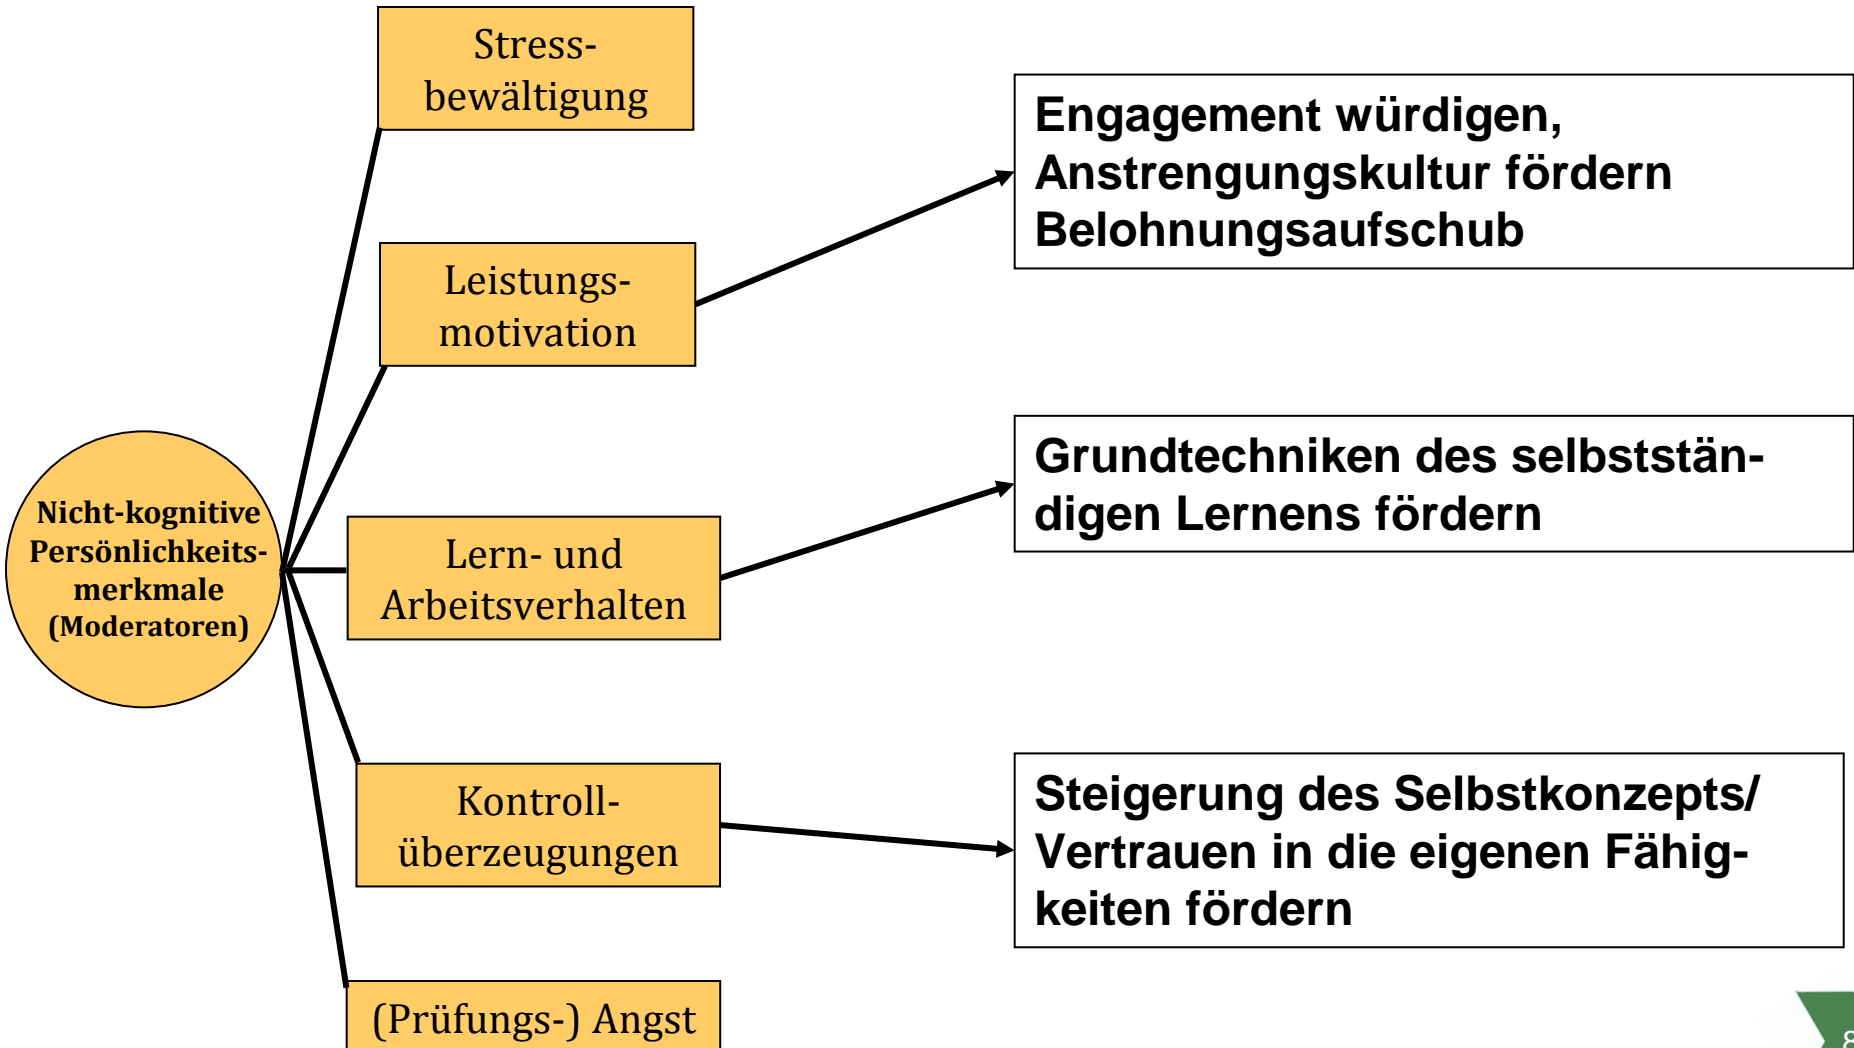 Stress-
bewältigung
Engagement würdigen,
Anstrengungskultur fördern
Belohnungsaufschub
Leistungs-
motivation
Nicht-kognitive
Persönlichkeits-
merkmale
(Moderatoren)
Lern- und
Arbeitsverhalten
Grundtechniken des selbststän-
digen Lernens fördern
Kontroll-
überzeugungen
Steigerung des Selbstkonzepts/
Vertrauen in die eigenen Fähig-
keiten fördern
(Prüfungs-) Angst